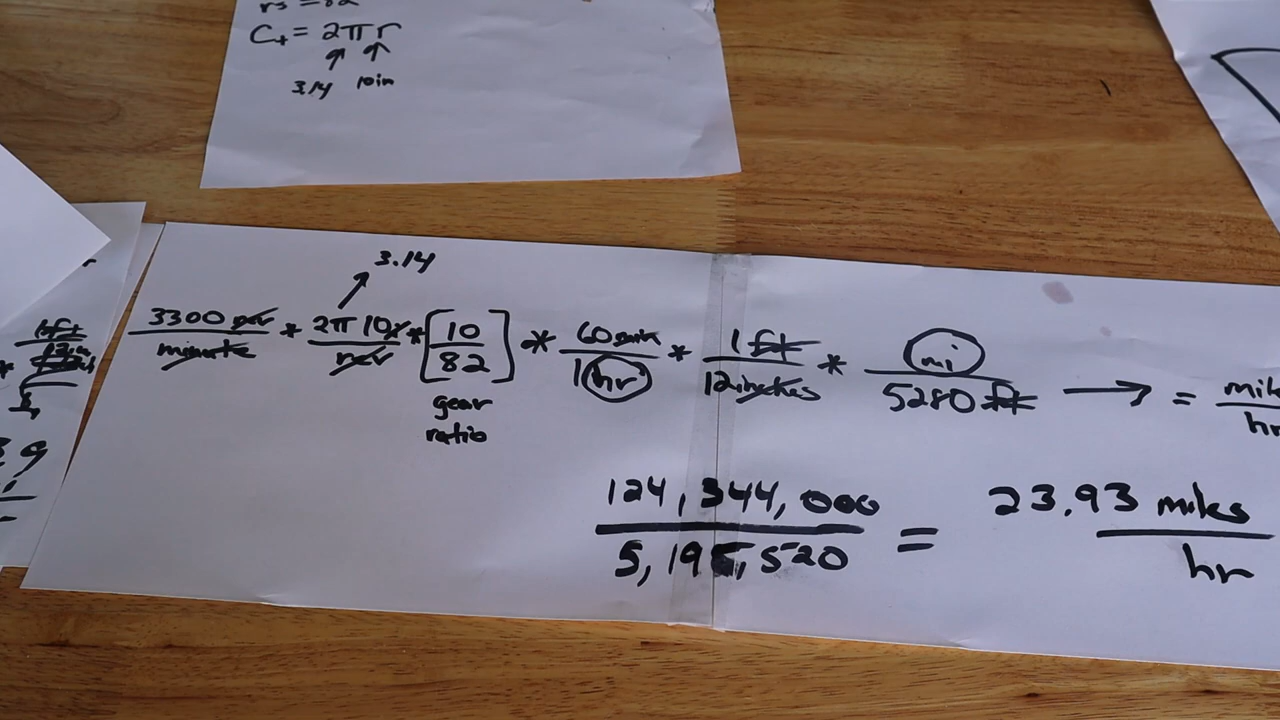 C+ = 2πr
3.14 10in
3.14
3300 rev / minute * 2π 10 / rev * [10 / 82] * 60 min / 1 hr * 1 ft / 12 inches * mi / 5280 ft → = mil / hr
gear
ratio
124,344,000 / 5,195,520 = 23.93 miles / hr